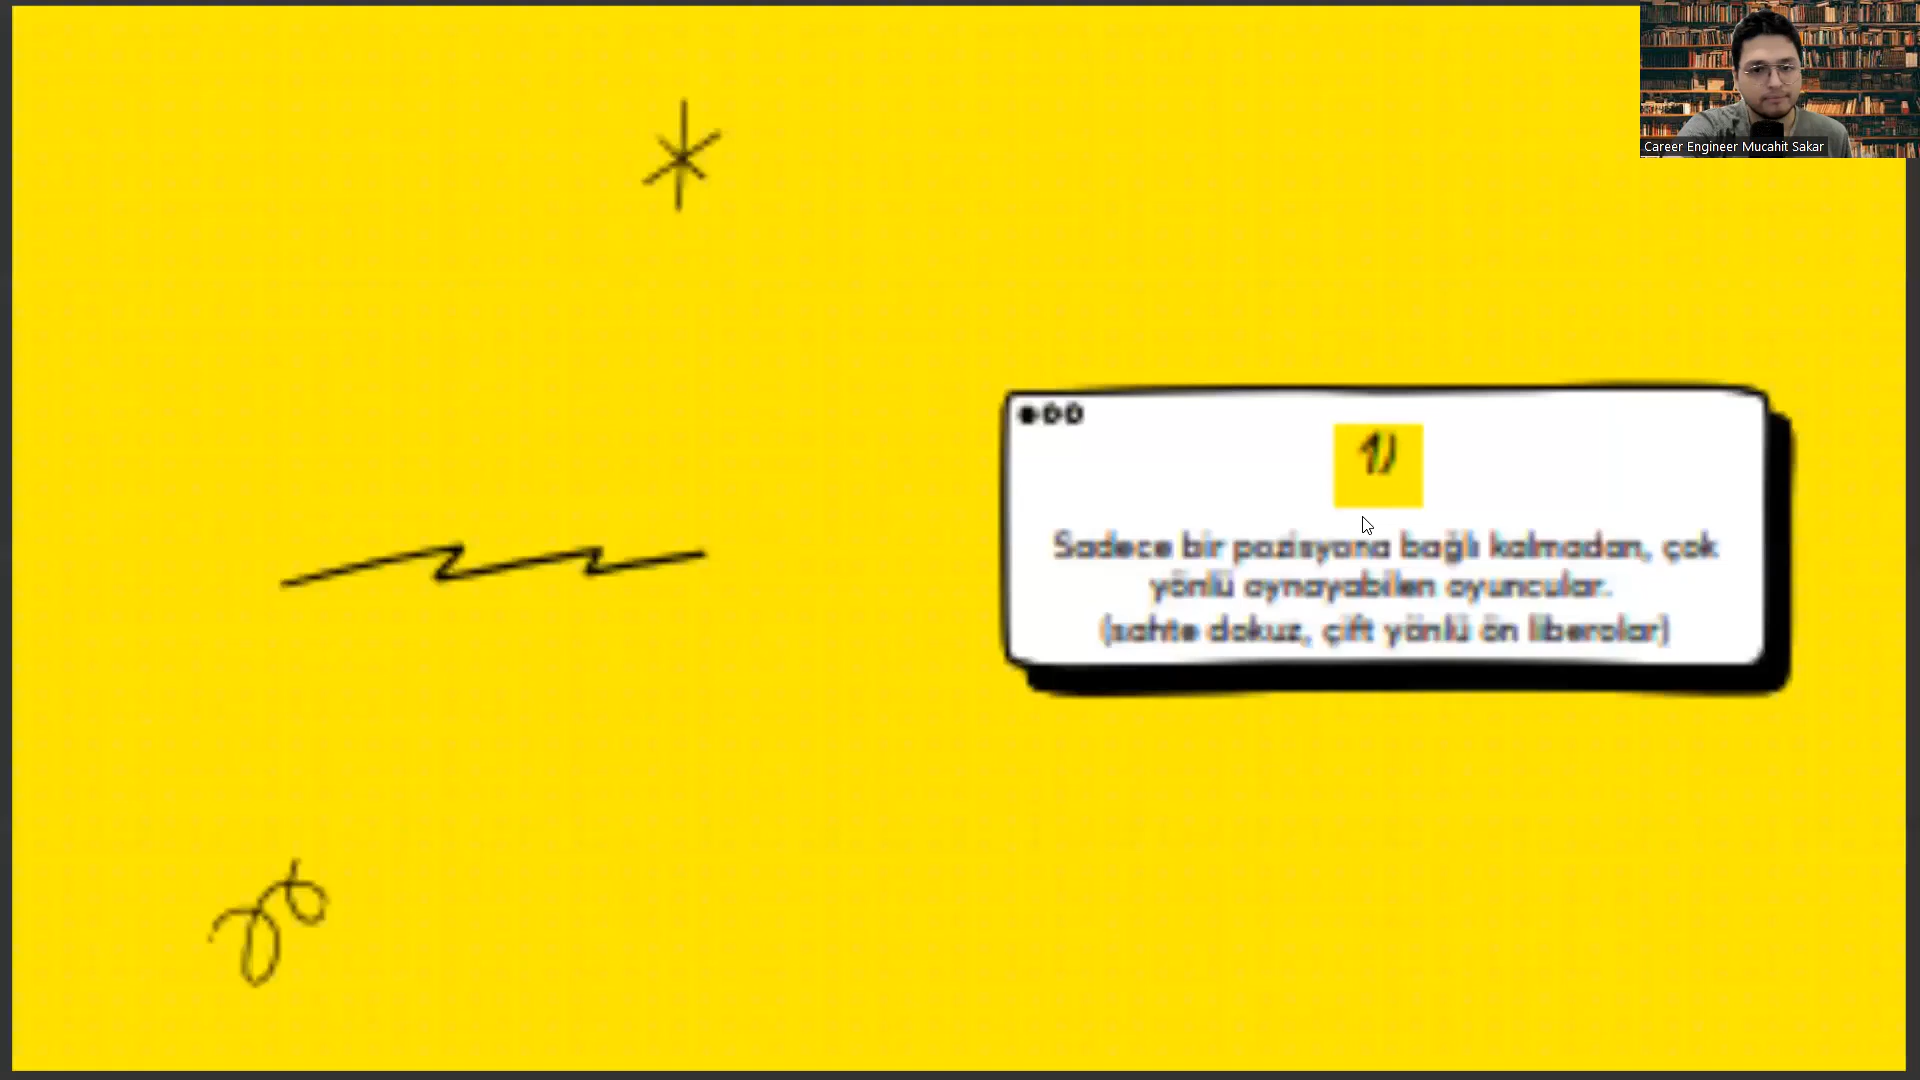 Career Engineer Mucahit Sakar
1)
Sadece bir pozisyona bağlı kalmadan, çok
yönlü oynayabilen oyuncular.
(sahte dokuz, çift yönlü ön liberolar)